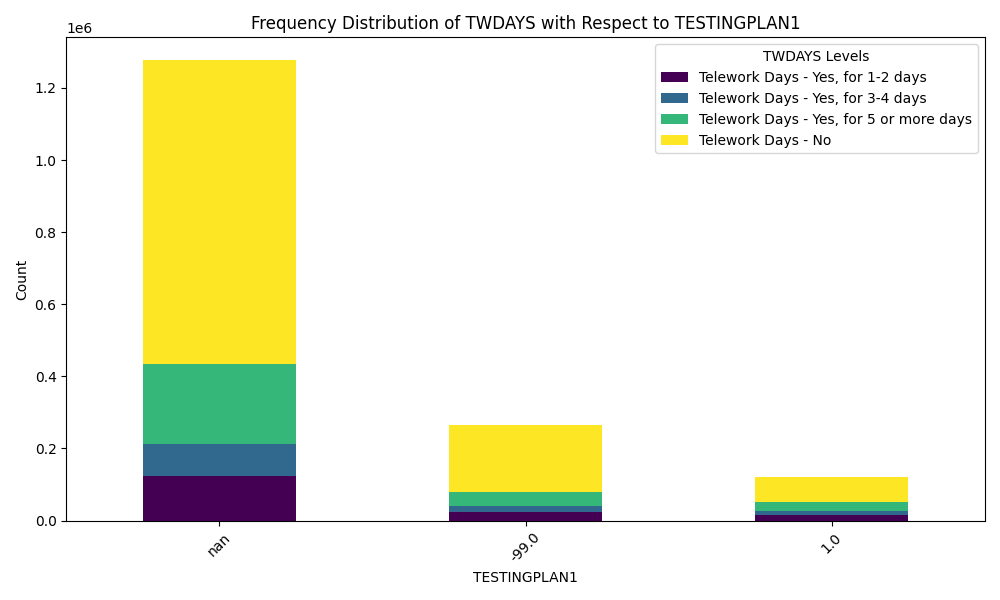 Frequency Distribution of TWDAYS with Respect to TESTINGPLAN1
1e6
TWDAYS Levels
Telework Days - Yes, for 1-2 days
Telework Days - Yes, for 3-4 days
Telework Days - Yes, for 5 or more days
Telework Days - No
1.2
1.0
0.8
0.6
0.4
0.2
0.0
Count
nan
-99.0
1.0
TESTINGPLAN1